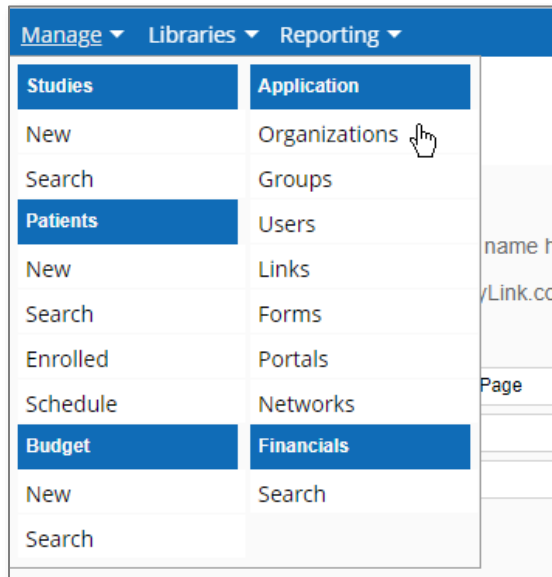 Manage Libraries Reporting
Studies
New
Search
Patients
New
Search
Enrolled
Schedule
Budget
New
Search
Application
Organizations
Groups
Users
Links
Forms
Portals
Networks
Financials
Search
name h
yLink.co
Page